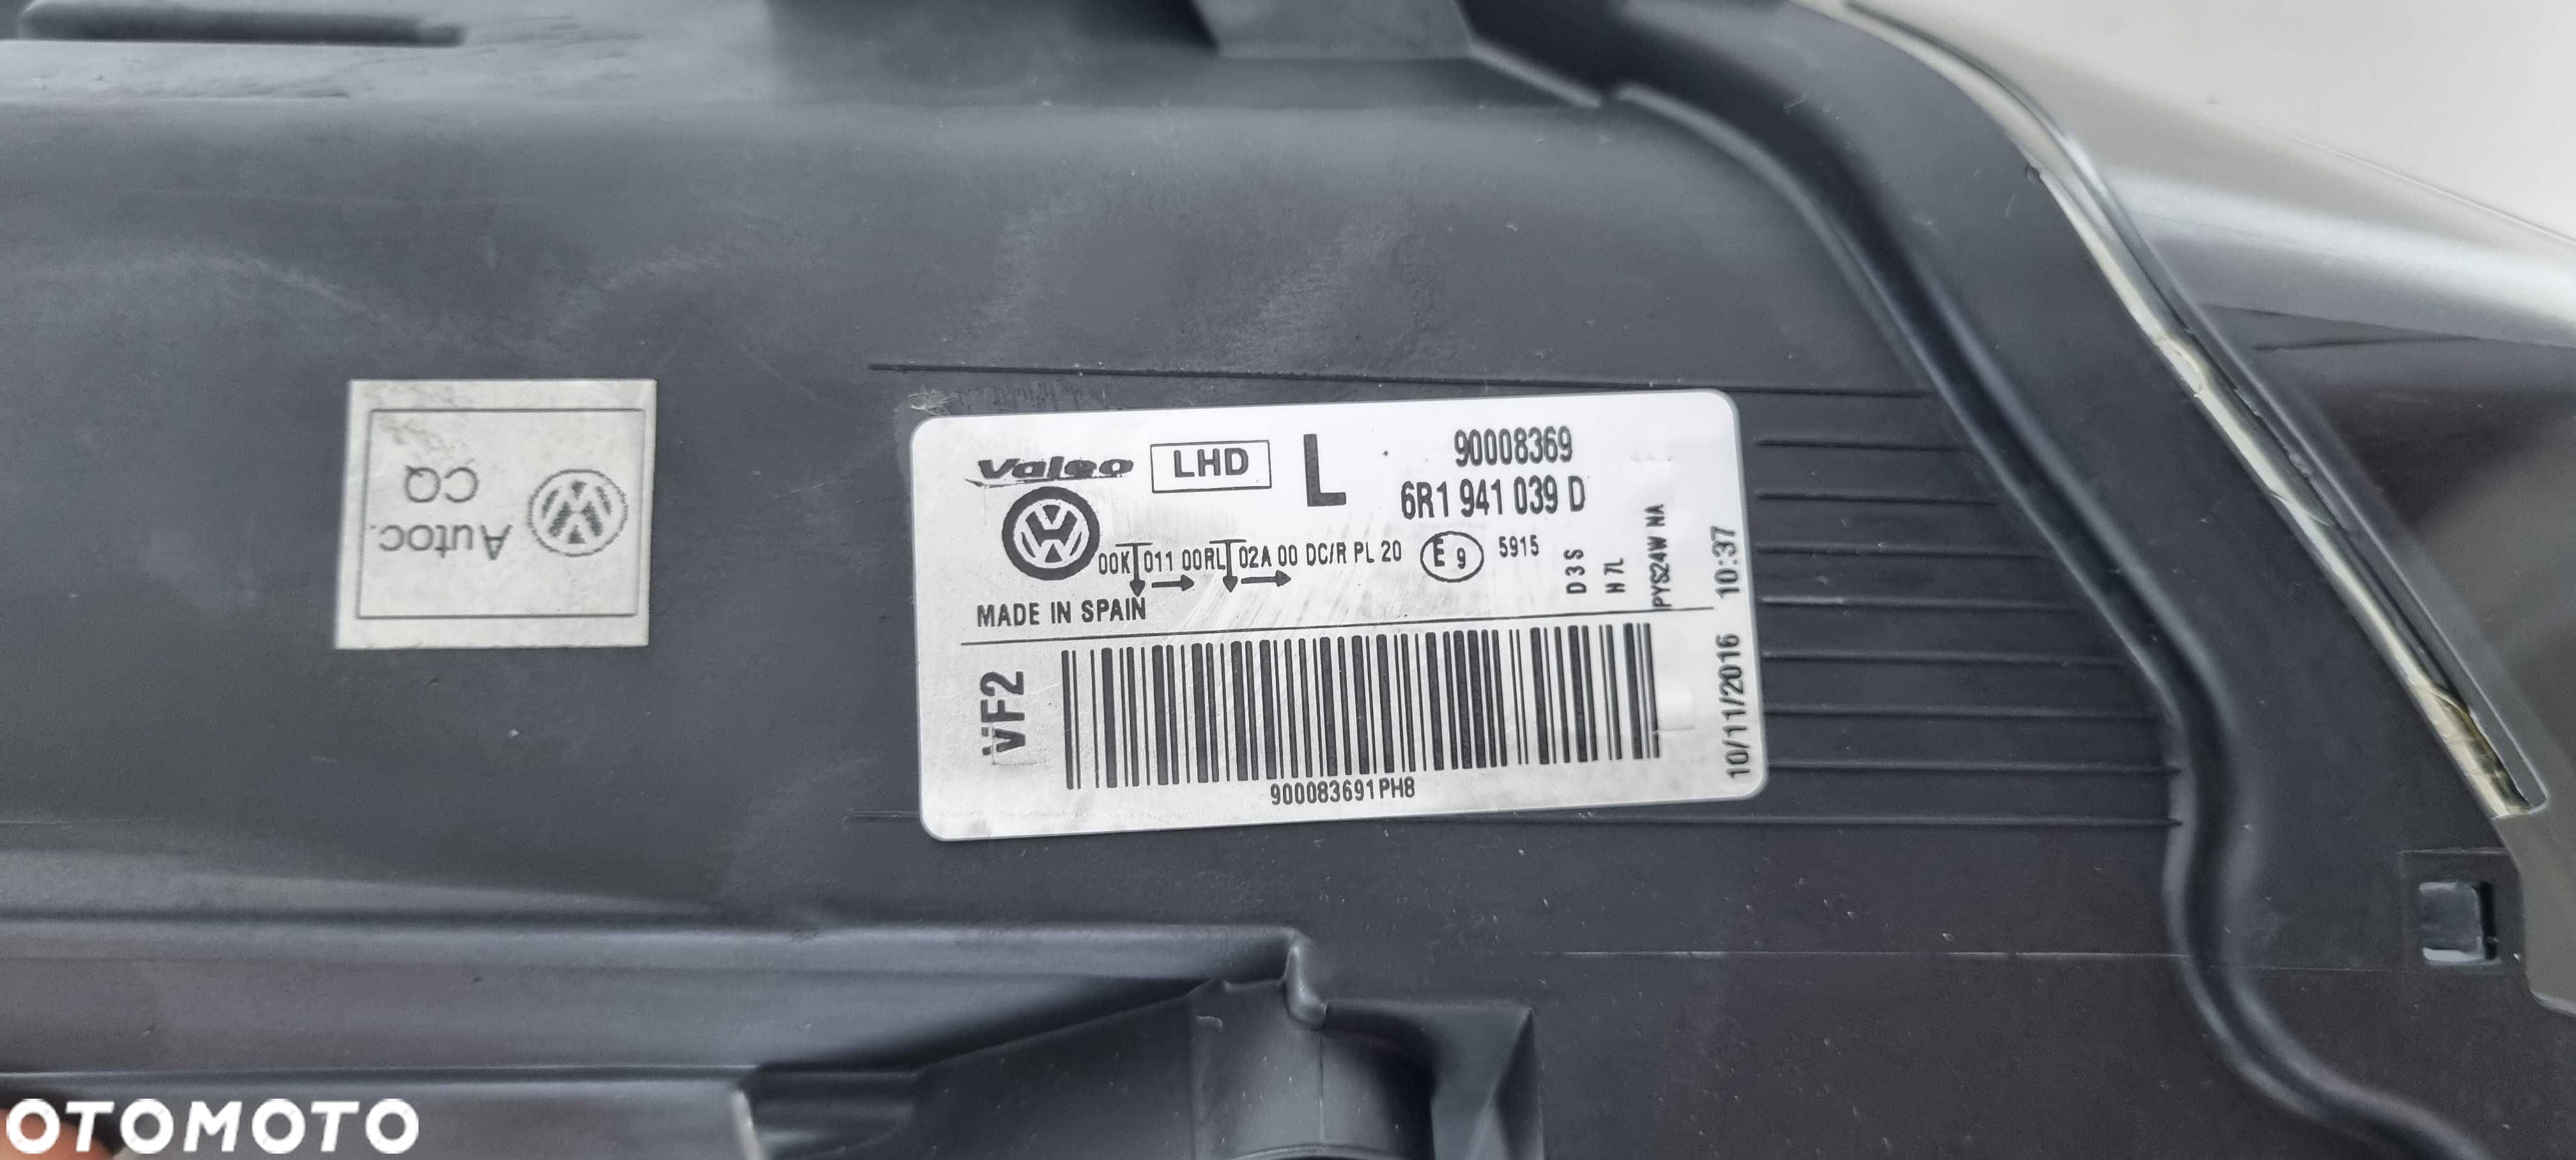 Autoc.
CQ
Valeo LHD L 90008369
6R1 941 039 D
00K 011 00RL 02A 00 DC/R PL 20 E 9 5915
D3S
H7L
PYS24W NA
MADE IN SPAIN
10/11/2016 10:37
VF2
900083691PH8
OTOMOTO